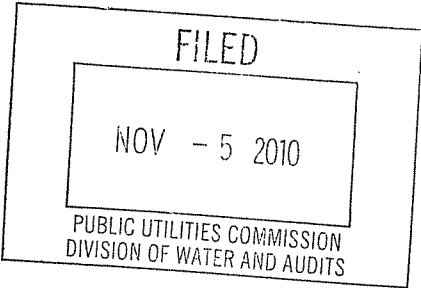 FILED
NOV - 5 2010
PUBLIC UTILITIES COMMISSION
DIVISION OF WATER AND AUDITS